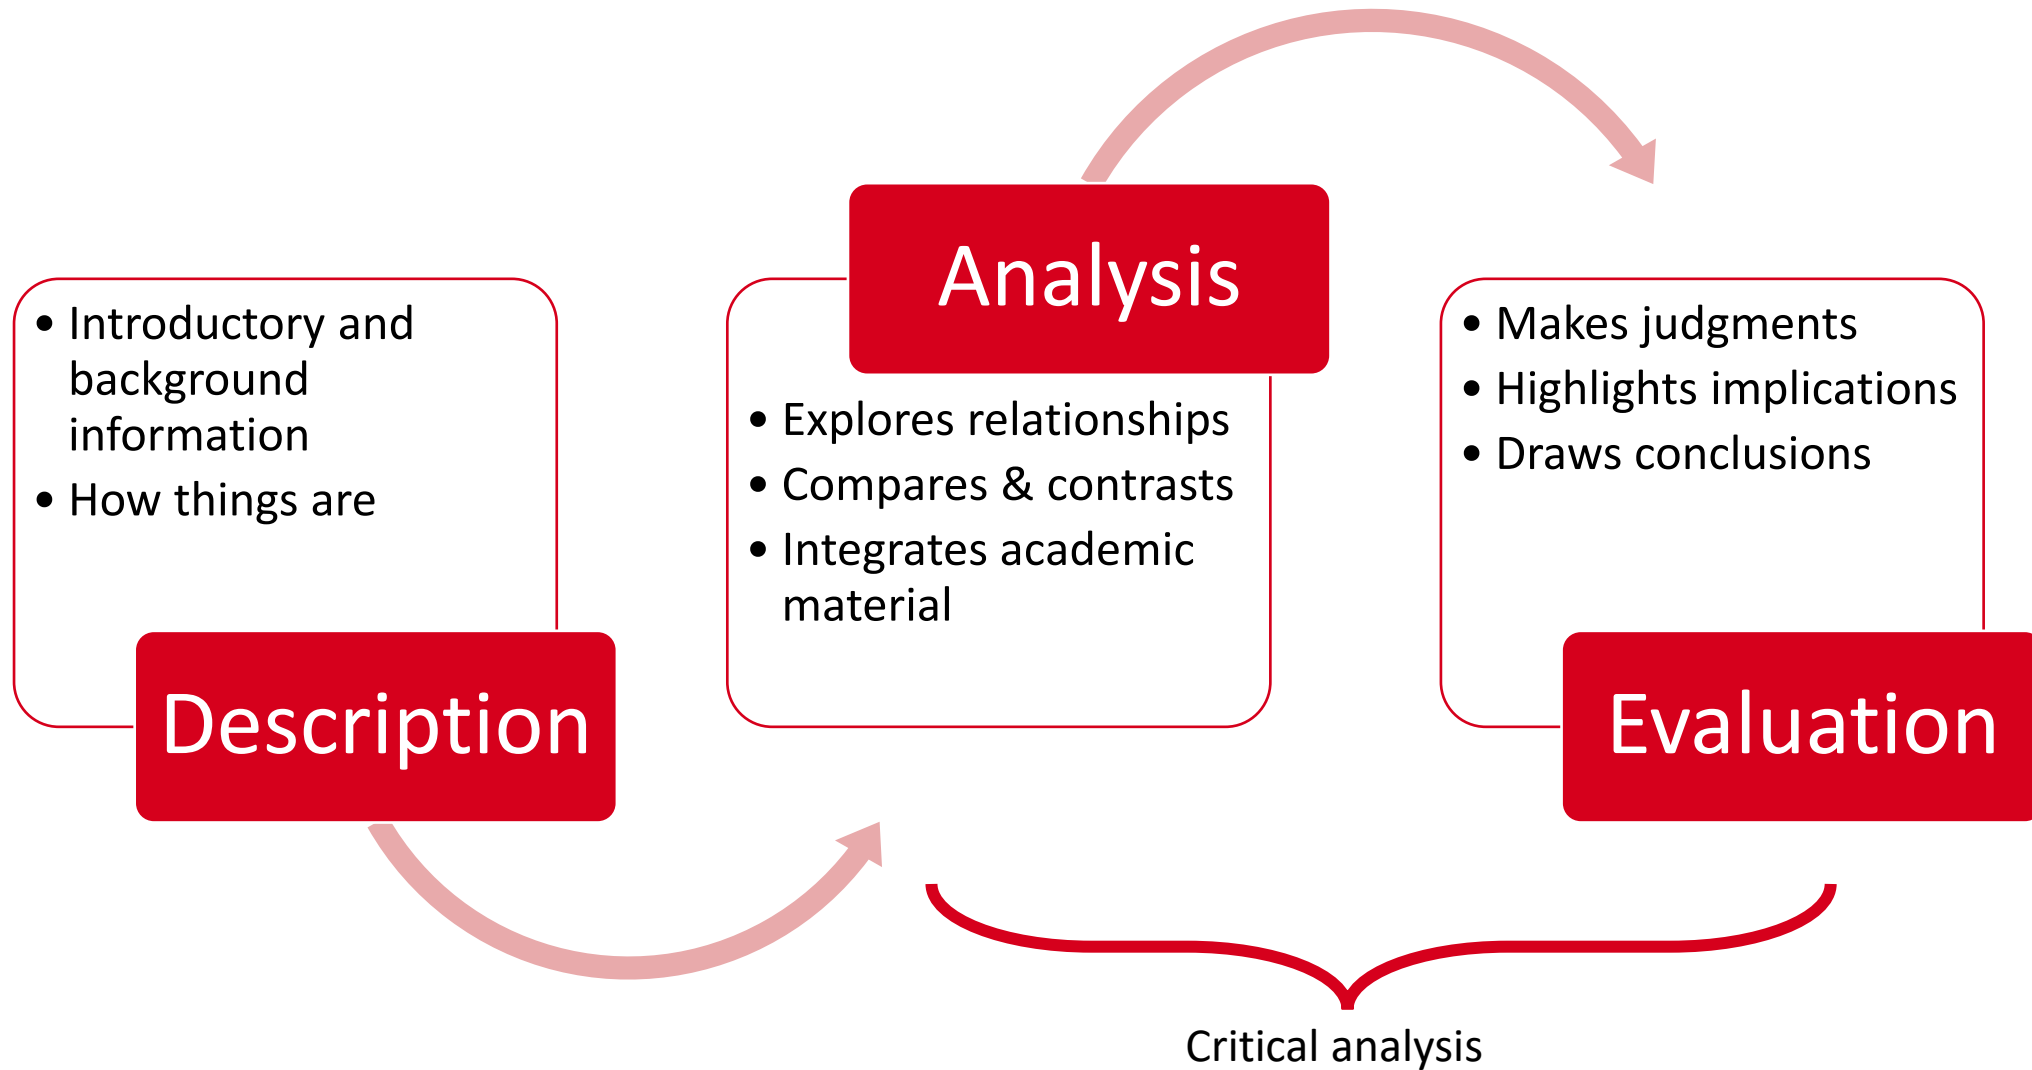 • Introductory and
background
information
• How things are
Description
Analysis
• Explores relationships
• Compares & contrasts
• Integrates academic
material
• Makes judgments
• Highlights implications
• Draws conclusions
Evaluation
Critical analysis